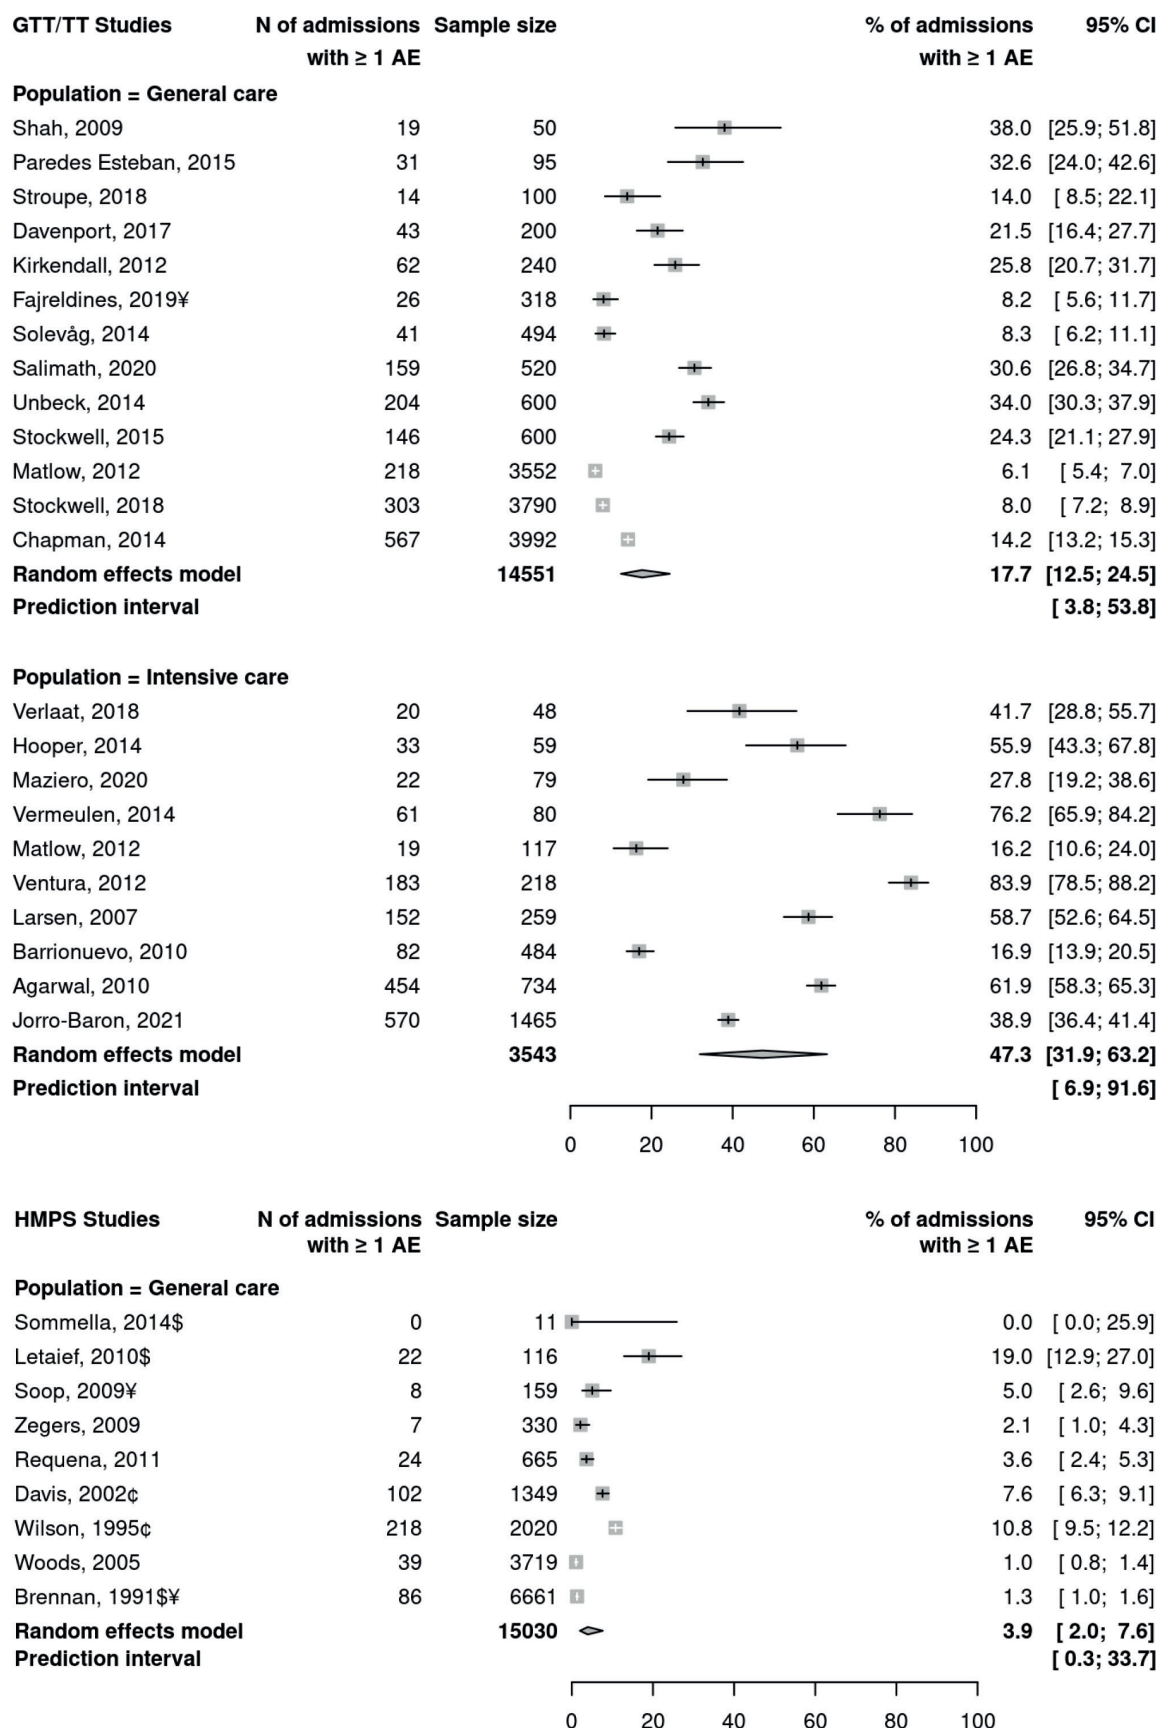 GTT/TT Studies N of admissions Sample size % of admissions 95% CI
with ≥ 1 AE with ≥ 1 AE
Population = General care
Shah, 2009 19 50 38.0 [25.9; 51.8]
Paredes Esteban, 2015 31 95 32.6 [24.0; 42.6]
Stroupe, 2018 14 100 14.0 [ 8.5; 22.1]
Davenport, 2017 43 200 21.5 [16.4; 27.7]
Kirkendall, 2012 62 240 25.8 [20.7; 31.7]
Fajreldines, 2019¥ 26 318 8.2 [ 5.6; 11.7]
Solevåg, 2014 41 494 8.3 [ 6.2; 11.1]
Salimath, 2020 159 520 30.6 [26.8; 34.7]
Unbeck, 2014 204 600 34.0 [30.3; 37.9]
Stockwell, 2015 146 600 24.3 [21.1; 27.9]
Matlow, 2012 218 3552 6.1 [ 5.4; 7.0]
Stockwell, 2018 303 3790 8.0 [ 7.2; 8.9]
Chapman, 2014 567 3992 14.2 [13.2; 15.3]
Random effects model 14551 17.7 [12.5; 24.5]
Prediction interval [ 3.8; 53.8]
Population = Intensive care
Verlaat, 2018 20 48 41.7 [28.8; 55.7]
Hooper, 2014 33 59 55.9 [43.3; 67.8]
Maziero, 2020 22 79 27.8 [19.2; 38.6]
Vermeulen, 2014 61 80 76.2 [65.9; 84.2]
Matlow, 2012 19 117 16.2 [10.6; 24.0]
Ventura, 2012 183 218 83.9 [78.5; 88.2]
Larsen, 2007 152 259 58.7 [52.6; 64.5]
Barrionuevo, 2010 82 484 16.9 [13.9; 20.5]
Agarwal, 2010 454 734 61.9 [58.3; 65.3]
Jorro-Baron, 2021 570 1465 38.9 [36.4; 41.4]
Random effects model 3543 47.3 [31.9; 63.2]
Prediction interval [ 6.9; 91.6]
0 20 40 60 80 100
HMPS Studies N of admissions Sample size % of admissions 95% CI
with ≥ 1 AE with ≥ 1 AE
Population = General care
Sommella, 2014$ 0 11 0.0 [ 0.0; 25.9]
Letaief, 2010$ 22 116 19.0 [12.9; 27.0]
Soop, 2009¥ 8 159 5.0 [ 2.6; 9.6]
Zegers, 2009 7 330 2.1 [ 1.0; 4.3]
Requena, 2011 24 665 3.6 [ 2.4; 5.3]
Davis, 2002¢ 102 1349 7.6 [ 6.3; 9.1]
Wilson, 1995¢ 218 2020 10.8 [ 9.5; 12.2]
Woods, 2005 39 3719 1.0 [ 0.8; 1.4]
Brennan, 1991$¥ 86 6661 1.3 [ 1.0; 1.6]
Random effects model 15030 3.9 [ 2.0; 7.6]
Prediction interval [ 0.3; 33.7]
0 20 40 60 80 100